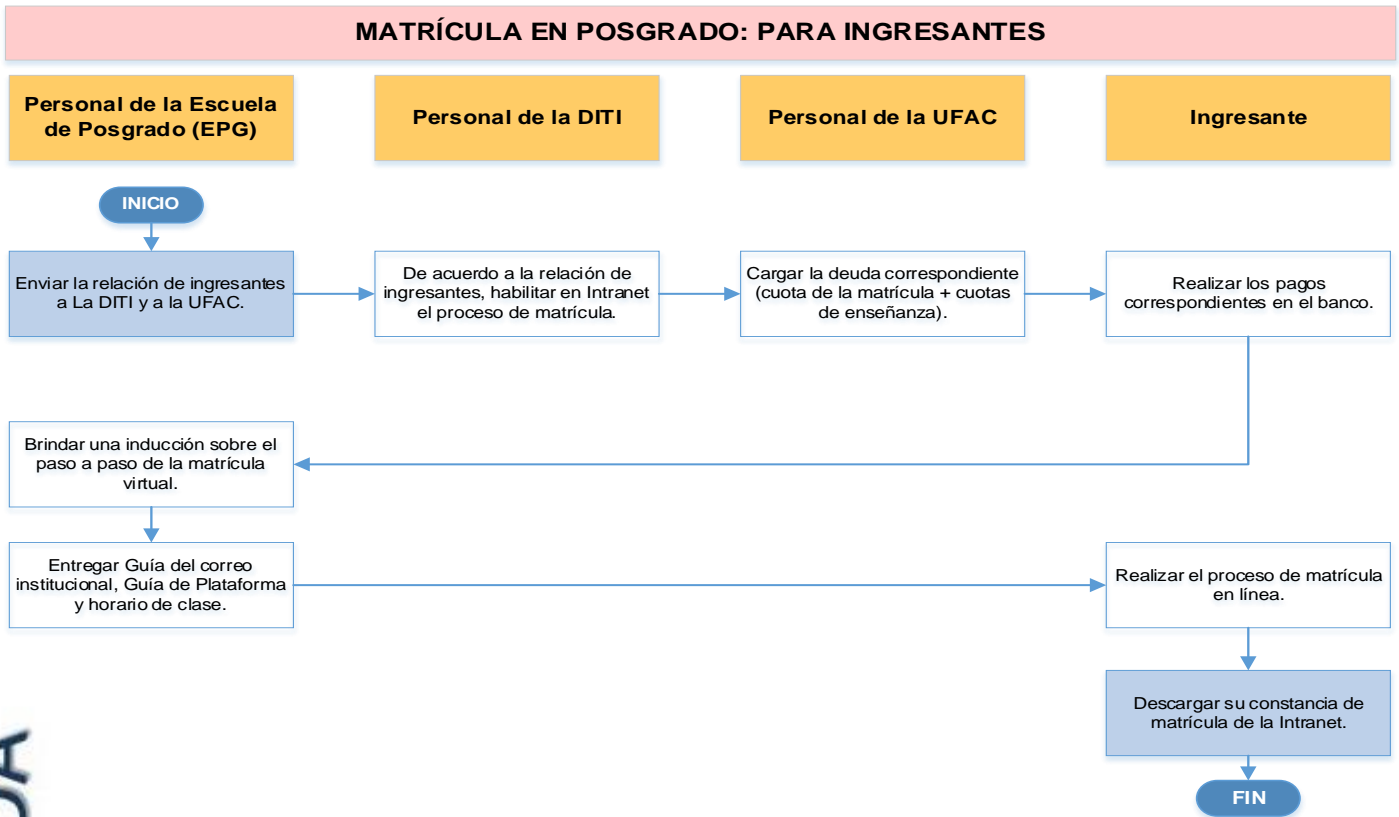 MATRÍCULA EN POSGRADO: PARA INGRESANTES
Personal de la Escuela
de Posgrado (EPG)
Personal de la DITI
Personal de la UFAC
Ingresante
INICIO
Enviar la relación de ingresantes
a La DITI y a la UFAC.
De acuerdo a la relación de
ingresantes, habilitar en Intranet
el proceso de matrícula.
Cargar la deuda correspondiente
(cuota de la matrícula + cuotas
de enseñanza).
Realizar los pagos
correspondientes en el banco.
Brindar una inducción sobre el
paso a paso de la matrícula
virtual.
Entregar Guía del correo
institucional, Guía de Plataforma
y horario de clase.
Realizar el proceso de matrícula
en línea.
Descargar su constancia de
matrícula de la Intranet.
FIN